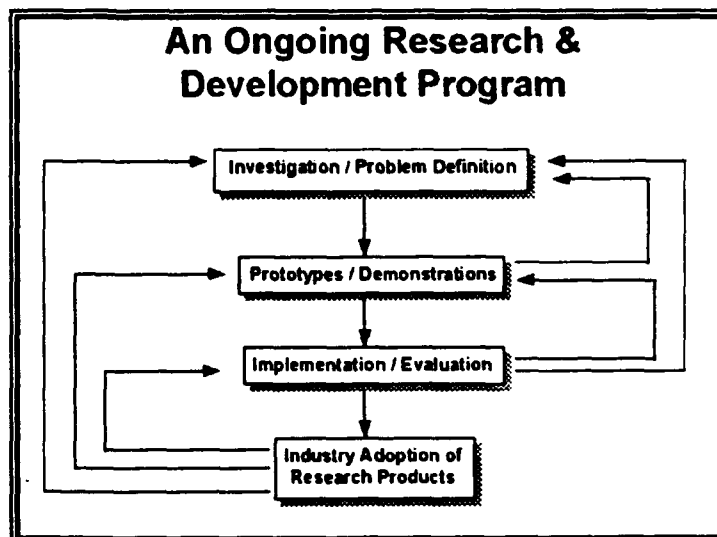 An Ongoing Research &
Development Program
Investigation / Problem Definition
Prototypes / Demonstrations
Implementation / Evaluation
Industry Adoption of
Research Products